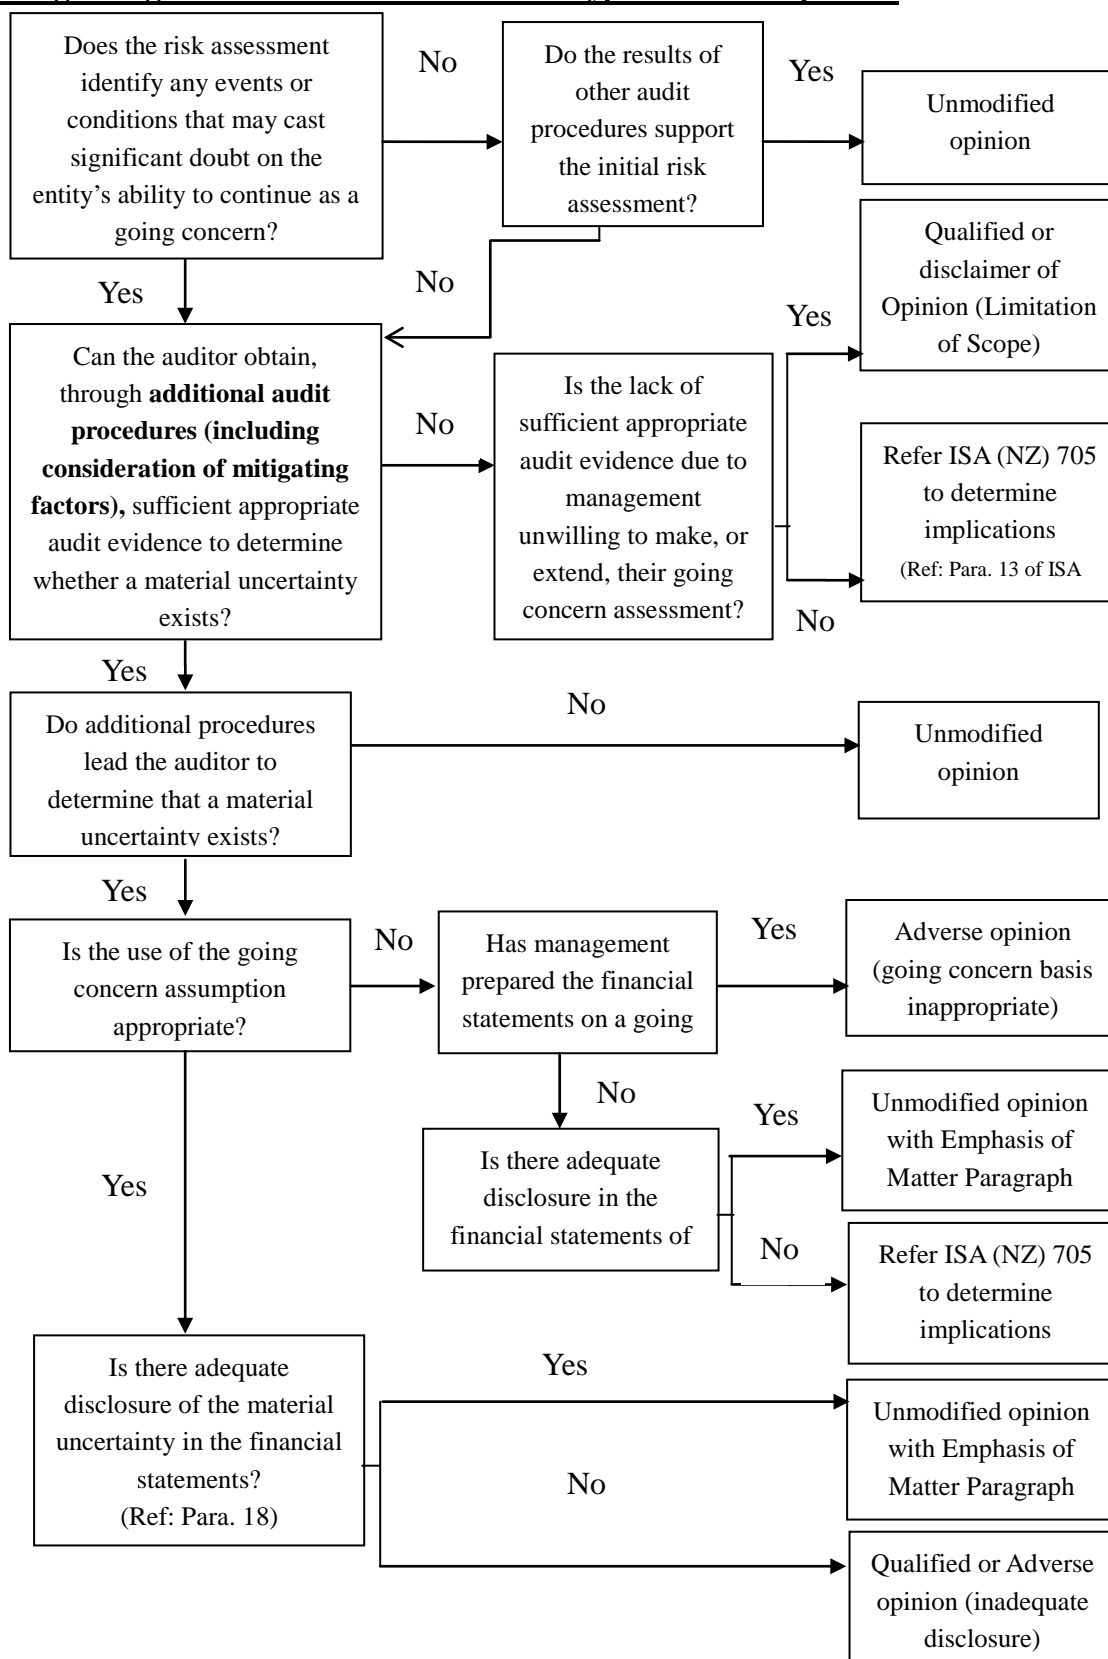 Does the risk assessment
identify any events or
conditions that may cast
significant doubt on the
entity’s ability to continue as a
going concern?
No
Do the results of
other audit
procedures support
the initial risk
assessment?
Yes
Unmodified
opinion
Yes
No
Can the auditor obtain,
through additional audit
procedures (including
consideration of mitigating
factors), sufficient appropriate
audit evidence to determine
whether a material uncertainty
exists?
No
Is the lack of
sufficient appropriate
audit evidence due to
management
unwilling to make, or
extend, their going
concern assessment?
Yes
Qualified or
disclaimer of
Opinion (Limitation
of Scope)
No
Refer ISA (NZ) 705
to determine
implications
(Ref: Para. 13 of ISA
Yes
Do additional procedures
lead the auditor to
determine that a material
uncertainty exists?
No
Unmodified
opinion
Yes
Is the use of the going
concern assumption
appropriate?
No
Has management
prepared the financial
statements on a going
Yes
Adverse opinion
(going concern basis
inappropriate)
No
Is there adequate
disclosure in the
financial statements of
Yes
Unmodified opinion
with Emphasis of
Matter Paragraph
No
Refer ISA (NZ) 705
to determine
implications
Yes
Is there adequate
disclosure of the material
uncertainty in the financial
statements?
(Ref: Para. 18)
Yes
Unmodified opinion
with Emphasis of
Matter Paragraph
No
Qualified or Adverse
opinion (inadequate
disclosure)